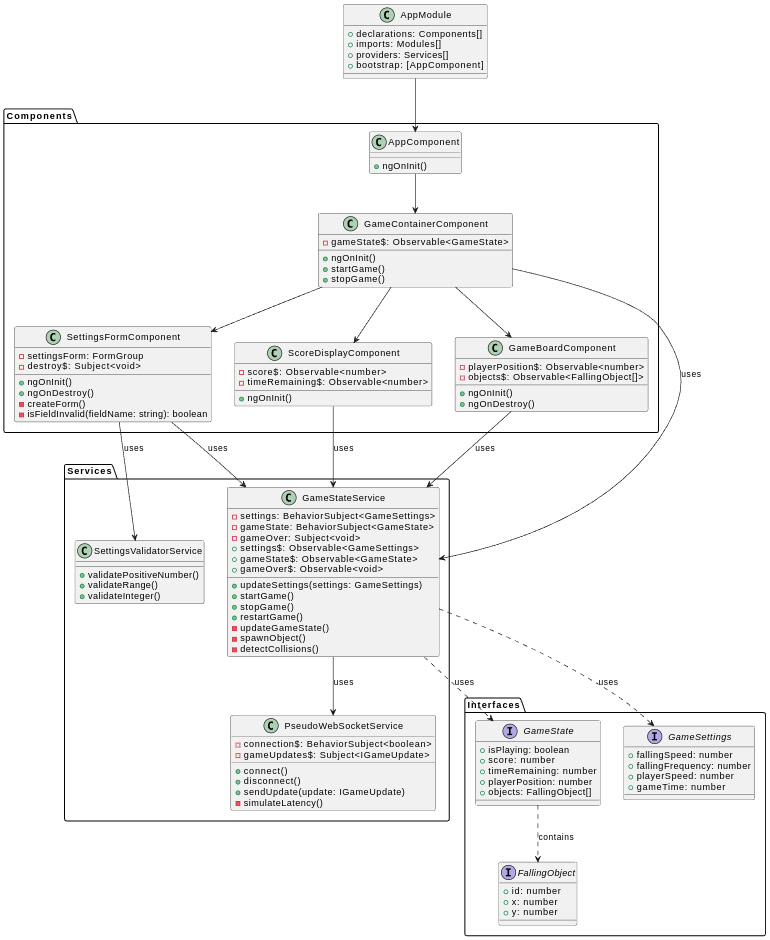 C AppModule
declarations: Components[]
imports: Modules[]
providers: Services[]
bootstrap: [AppComponent]
Components
C AppComponent
ngOnInit()
C GameContainerComponent
gameState$: Observable<GameState>
ngOnInit()
startGame()
stopGame()
C SettingsFormComponent
settingsForm: FormGroup
destroy$: Subject<void>
ngOnInit()
ngOnDestroy()
createForm()
isFieldInvalid(fieldName: string): boolean
C ScoreDisplayComponent
score$: Observable<number>
timeRemaining$: Observable<number>
ngOnInit()
C GameBoardComponent
playerPosition$: Observable<number>
objects$: Observable<FallingObject[]>
ngOnInit()
ngOnDestroy()
uses
uses
uses
uses
uses
Services
C SettingsValidatorService
validatePositiveNumber()
validateRange()
validateInteger()
C GameStateService
settings: BehaviorSubject<GameSettings>
gameState: BehaviorSubject<GameState>
gameOver: Subject<void>
settings$: Observable<GameSettings>
gameState$: Observable<GameState>
gameOver$: Observable<void>
updateSettings(settings: GameSettings)
startGame()
stopGame()
restartGame()
updateGameState()
spawnObject()
detectCollisions()
uses
uses
uses
C PseudoWebSocketService
connection$: BehaviorSubject<boolean>
gameUpdates$: Subject<IGameUpdate>
connect()
disconnect()
sendUpdate(update: IGameUpdate)
simulateLatency()
Interfaces
I GameState
isPlaying: boolean
score: number
timeRemaining: number
playerPosition: number
objects: FallingObject[]
I GameSettings
fallingSpeed: number
fallingFrequency: number
playerSpeed: number
gameTime: number
contains
I FallingObject
id: number
x: number
y: number